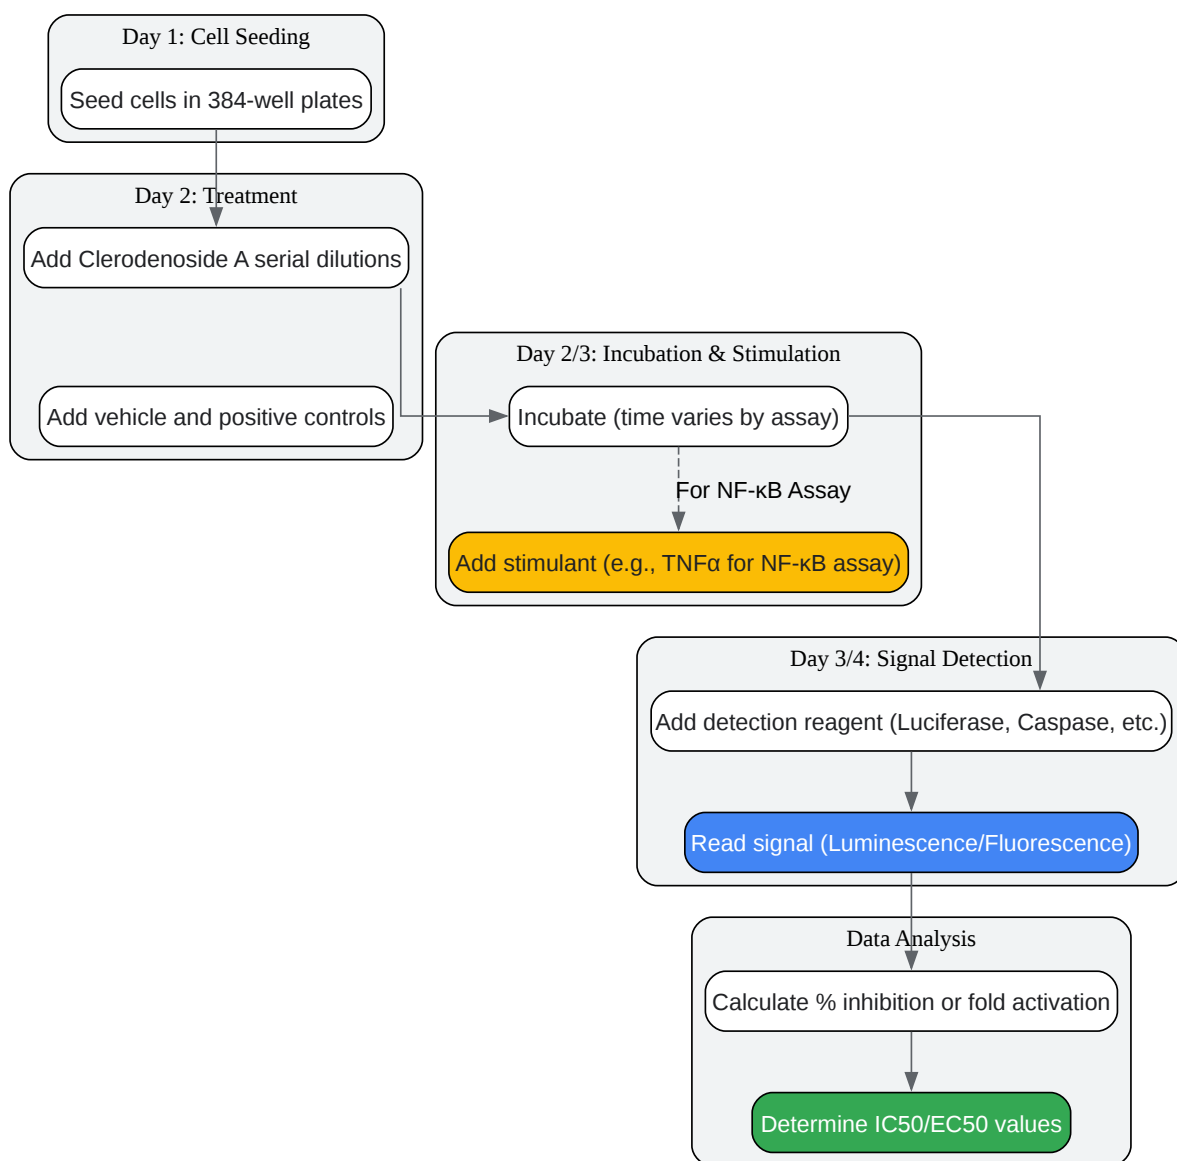 Day 1: Cell Seeding
Seed cells in 384-well plates
Day 2: Treatment
Add Clerodenoside A serial dilutions
Add vehicle and positive controls
Day 2/3: Incubation & Stimulation
Incubate (time varies by assay)
For NF-κB Assay
Add stimulant (e.g., TNFα for NF-κB assay)
Day 3/4: Signal Detection
Add detection reagent (Luciferase, Caspase, etc.)
Read signal (Luminescence/Fluorescence)
Data Analysis
Calculate % inhibition or fold activation
Determine IC50/EC50 values